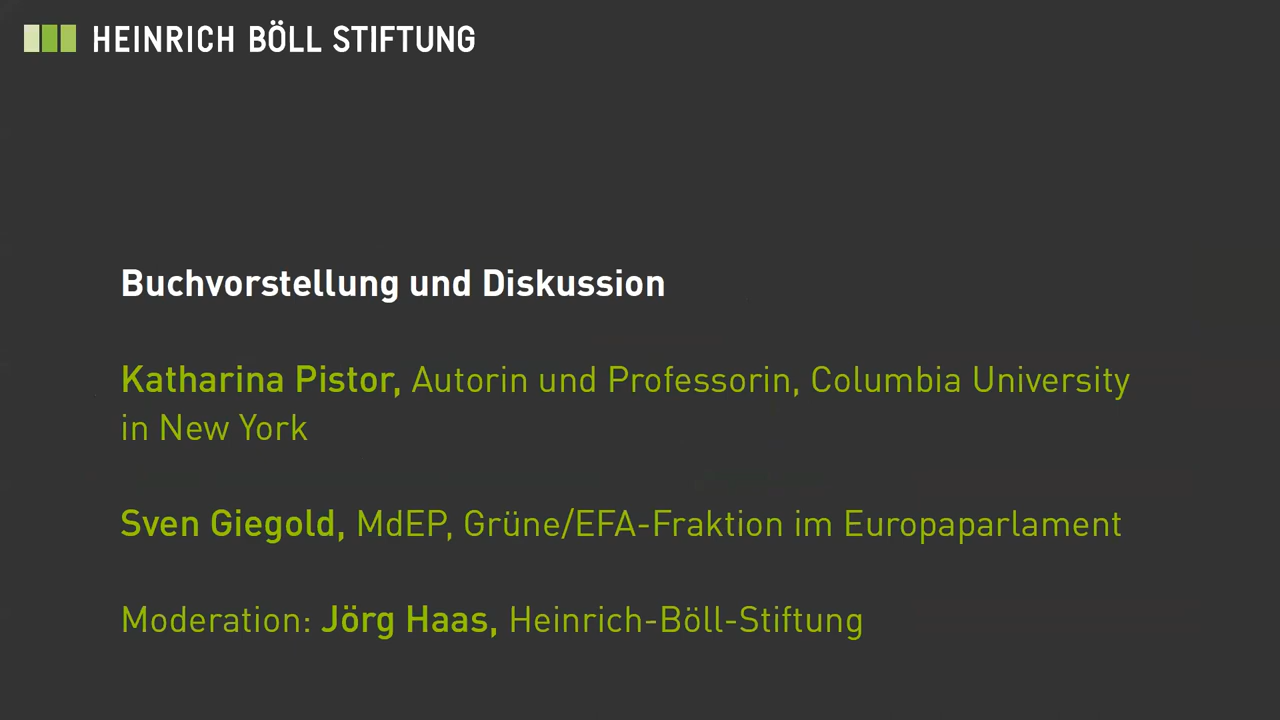 HEINRICH BÖLL STIFTUNG
Buchvorstellung und Diskussion
Katharina Pistor, Autorin und Professorin, Columbia University
in New York
Sven Giegold, MdEP, Grüne/EFA-Fraktion im Europaparlament
Moderation: Jörg Haas, Heinrich-Böll-Stiftung